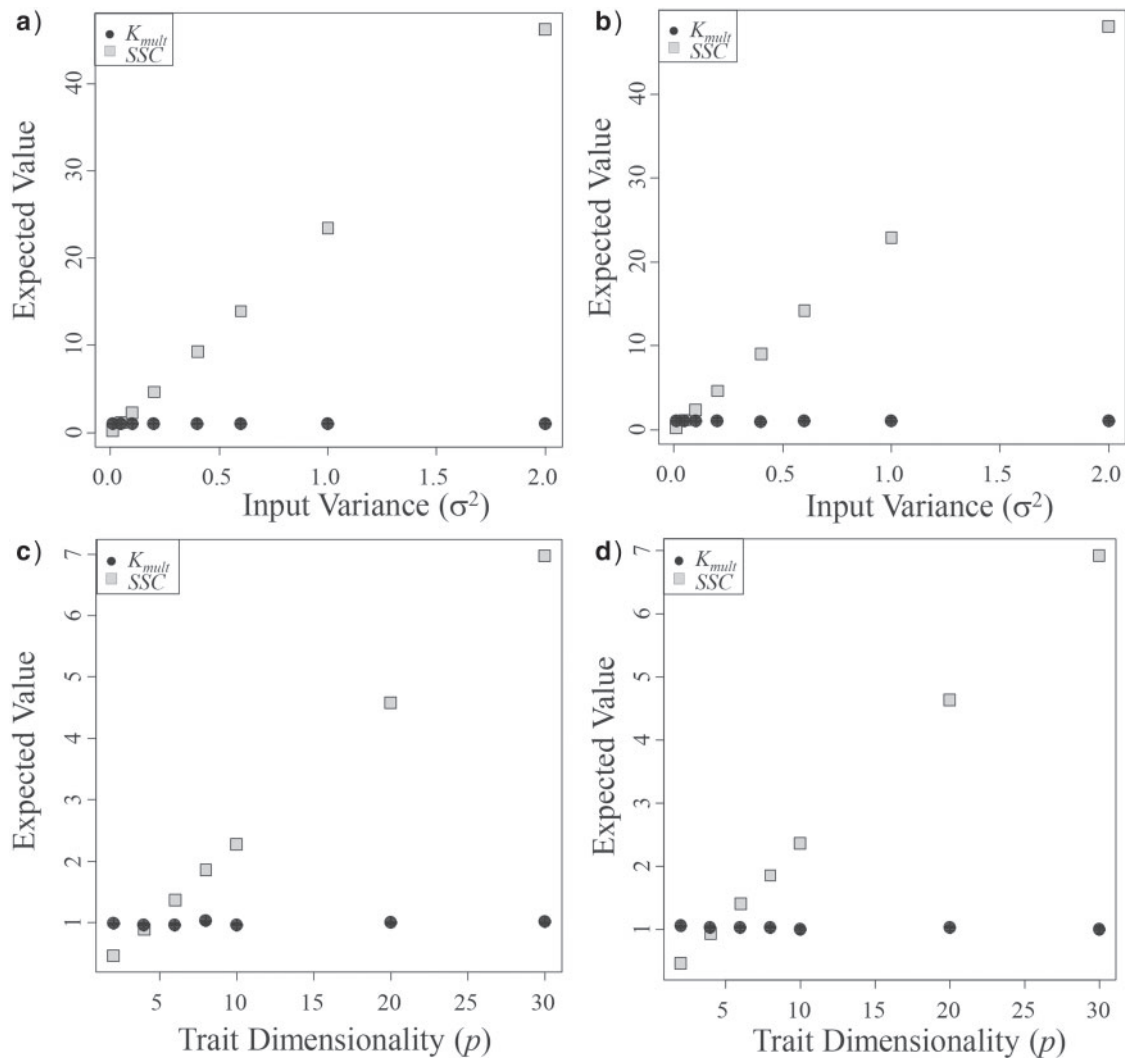 a)
K_mult
SSC
Expected Value
0 10 20 30 40
0.0 0.5 1.0 1.5 2.0
Input Variance (σ²)
b)
K_mult
SSC
Expected Value
0 10 20 30 40
0.0 0.5 1.0 1.5 2.0
Input Variance (σ²)
c)
K_mult
SSC
Expected Value
1 2 3 4 5 6 7
5 10 15 20 25 30
Trait Dimensionality (p)
d)
K_mult
SSC
Expected Value
1 2 3 4 5 6 7
5 10 15 20 25 30
Trait Dimensionality (p)